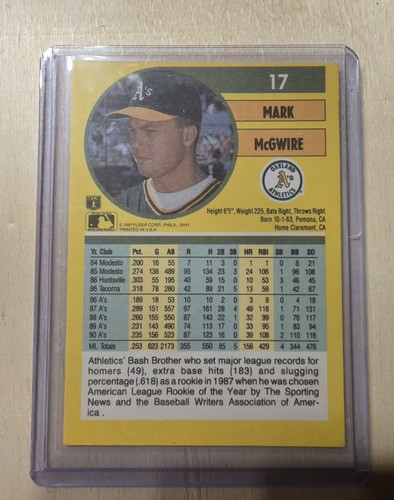 17
MARK
McGWIRE
A's
OAKLAND
ATHLETICS
Height 6'5", Weight 225, Bats Right, Throws Right
Born 10-1-63, Pomona, CA
Home Claremont, CA
© 1991 FLEER CORP., PHILA., 19141
PRINTED IN U.S.A.
Yr. Club Pct. G AB R H 2B 3B HR RBI SB BB SO
84 Modesto .200 16 55 7 11 3 0 1 1 0 8 21
85 Modesto .274 138 489 95 134 23 3 24 106 1 96 108
86 Huntsville .303 55 195 40 59 15 0 10 53 3 46 45
86 Tacoma .318 78 280 42 89 21 5 13 59 1 42 67
86 A's .189 18 53 10 10 2 0 3 9 0 4 18
87 A's .289 151 557 97 161 28 4 49 118 1 71 131
88 A's .260 155 550 87 143 22 1 32 99 0 76 117
89 A's .231 143 490 74 113 17 0 33 95 1 83 94
90 A's .235 156 523 87 123 16 0 39 108 2 110 116
ML Totals .253 623 2173 355 550 85 5 156 429 4 344 476
Athletics' Bash Brother who set major league records for
homers (49), extra base hits (183) and slugging
percentage (.618) as a rookie in 1987 when he was chosen
American League Rookie of the Year by The Sporting
News and the Baseball Writers Association of Amer-
ica .